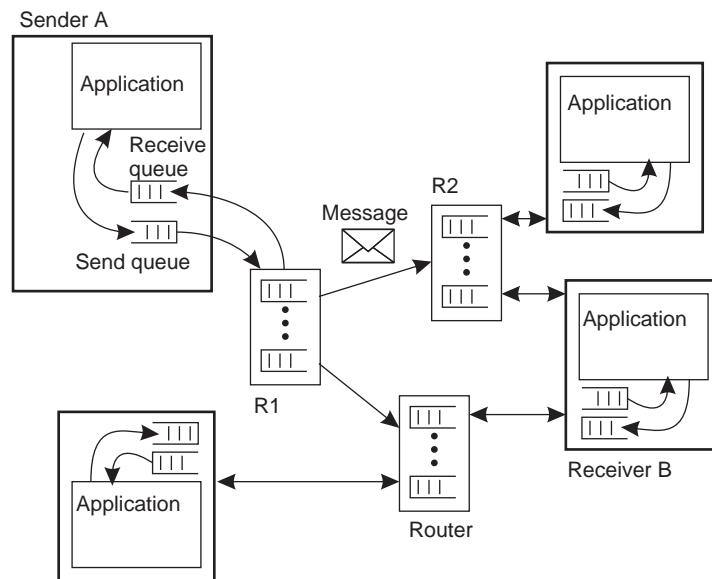 Sender A
Application
Receive
queue
Send queue
Message
R2
Application
R1
Application
Receiver B
Application
Router